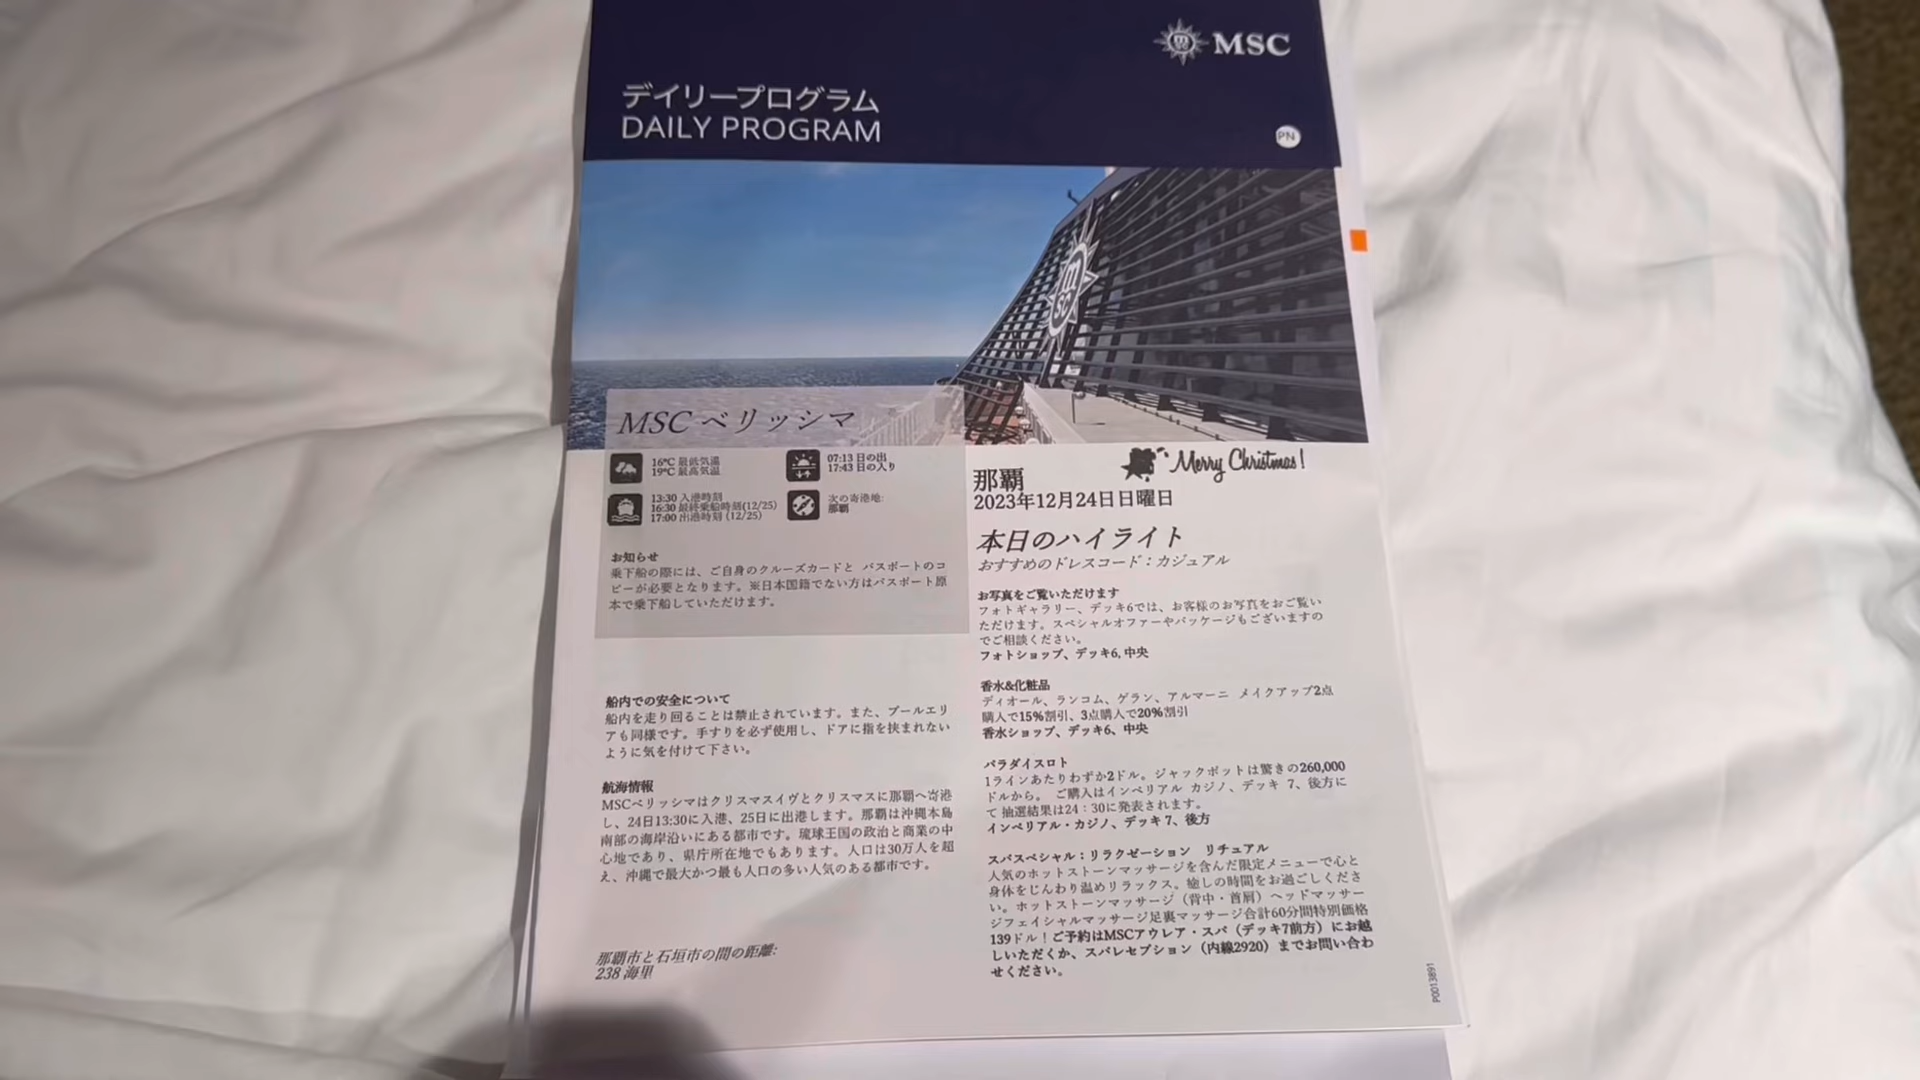 MSC
デイリープログラム
DAILY PROGRAM
PN
MSC ベリッシマ
16℃ 最低気温
19℃ 最高気温
07:13 日の出
17:43 日の入り
13:30 入港時刻
16:30 最終乗船時刻(12/25)
17:00 出港時刻 (12/25)
次の寄港地:
那覇
お知らせ
乗下船の際には、ご自身のクルーズカードと パスポートのコ
ピーが必要となります。※日本国籍でない方はパスポート原
本で乗下船していただけます。
船内での安全について
船内を走り回ることは禁止されています。また、プールエリ
アも同様です。手すりを必ず使用し、ドアに指を挟まれない
ように気を付けて下さい。
航海情報
MSCベリッシマはクリスマスイヴとクリスマスに那覇へ寄港
し、24日13:30に入港、25日に出港します。那覇は沖縄本島
南部の海岸沿いにある都市です。琉球王国の政治と商業の中
心地であり、県庁所在地でもあります。人口は30万人を超
え、沖縄で最大かつ最も人口の多い人気のある都市です。
那覇市と石垣市の間の距離:
238 海里
Merry Christmas!
那覇
2023年12月24日日曜日
本日のハイライト
おすすめのドレスコード：カジュアル
お写真をご覧いただけます
フォトギャラリー、デッキ6では、お客様のお写真をおご覧い
ただけます。スペシャルオファーやパッケージもございますの
でご相談ください。
フォトショップ、デッキ6, 中央
香水&化粧品
ディオール、ランコム、ゲラン、アルマーニ メイクアップ2点
購入で15%割引、3点購入で20%割引
香水ショップ、デッキ6、中央
パラダイスロト
1ラインあたりわずか2ドル。ジャックポットは驚きの260,000
ドルから。 ご購入はインペリアル カジノ、デッキ 7、後方に
て 抽選結果は24：30に発表されます。
インペリアル・カジノ、デッキ 7、後方
スパスペシャル：リラクゼーション リチュアル
人気のホットストーンマッサージを含んだ限定メニューで心と
身体をじんわり温めリラックス。癒しの時間をお過ごしくださ
い。ホットストーンマッサージ（背中・首肩）ヘッドマッサー
ジフェイシャルマッサージ足裏マッサージ合計60分間特別価格
139ドル！ご予約はMSCアウレア・スパ（デッキ7前方）にお越
しいただくか、スパレセプション（内線2920）までお問い合わ
せください。
P0013891